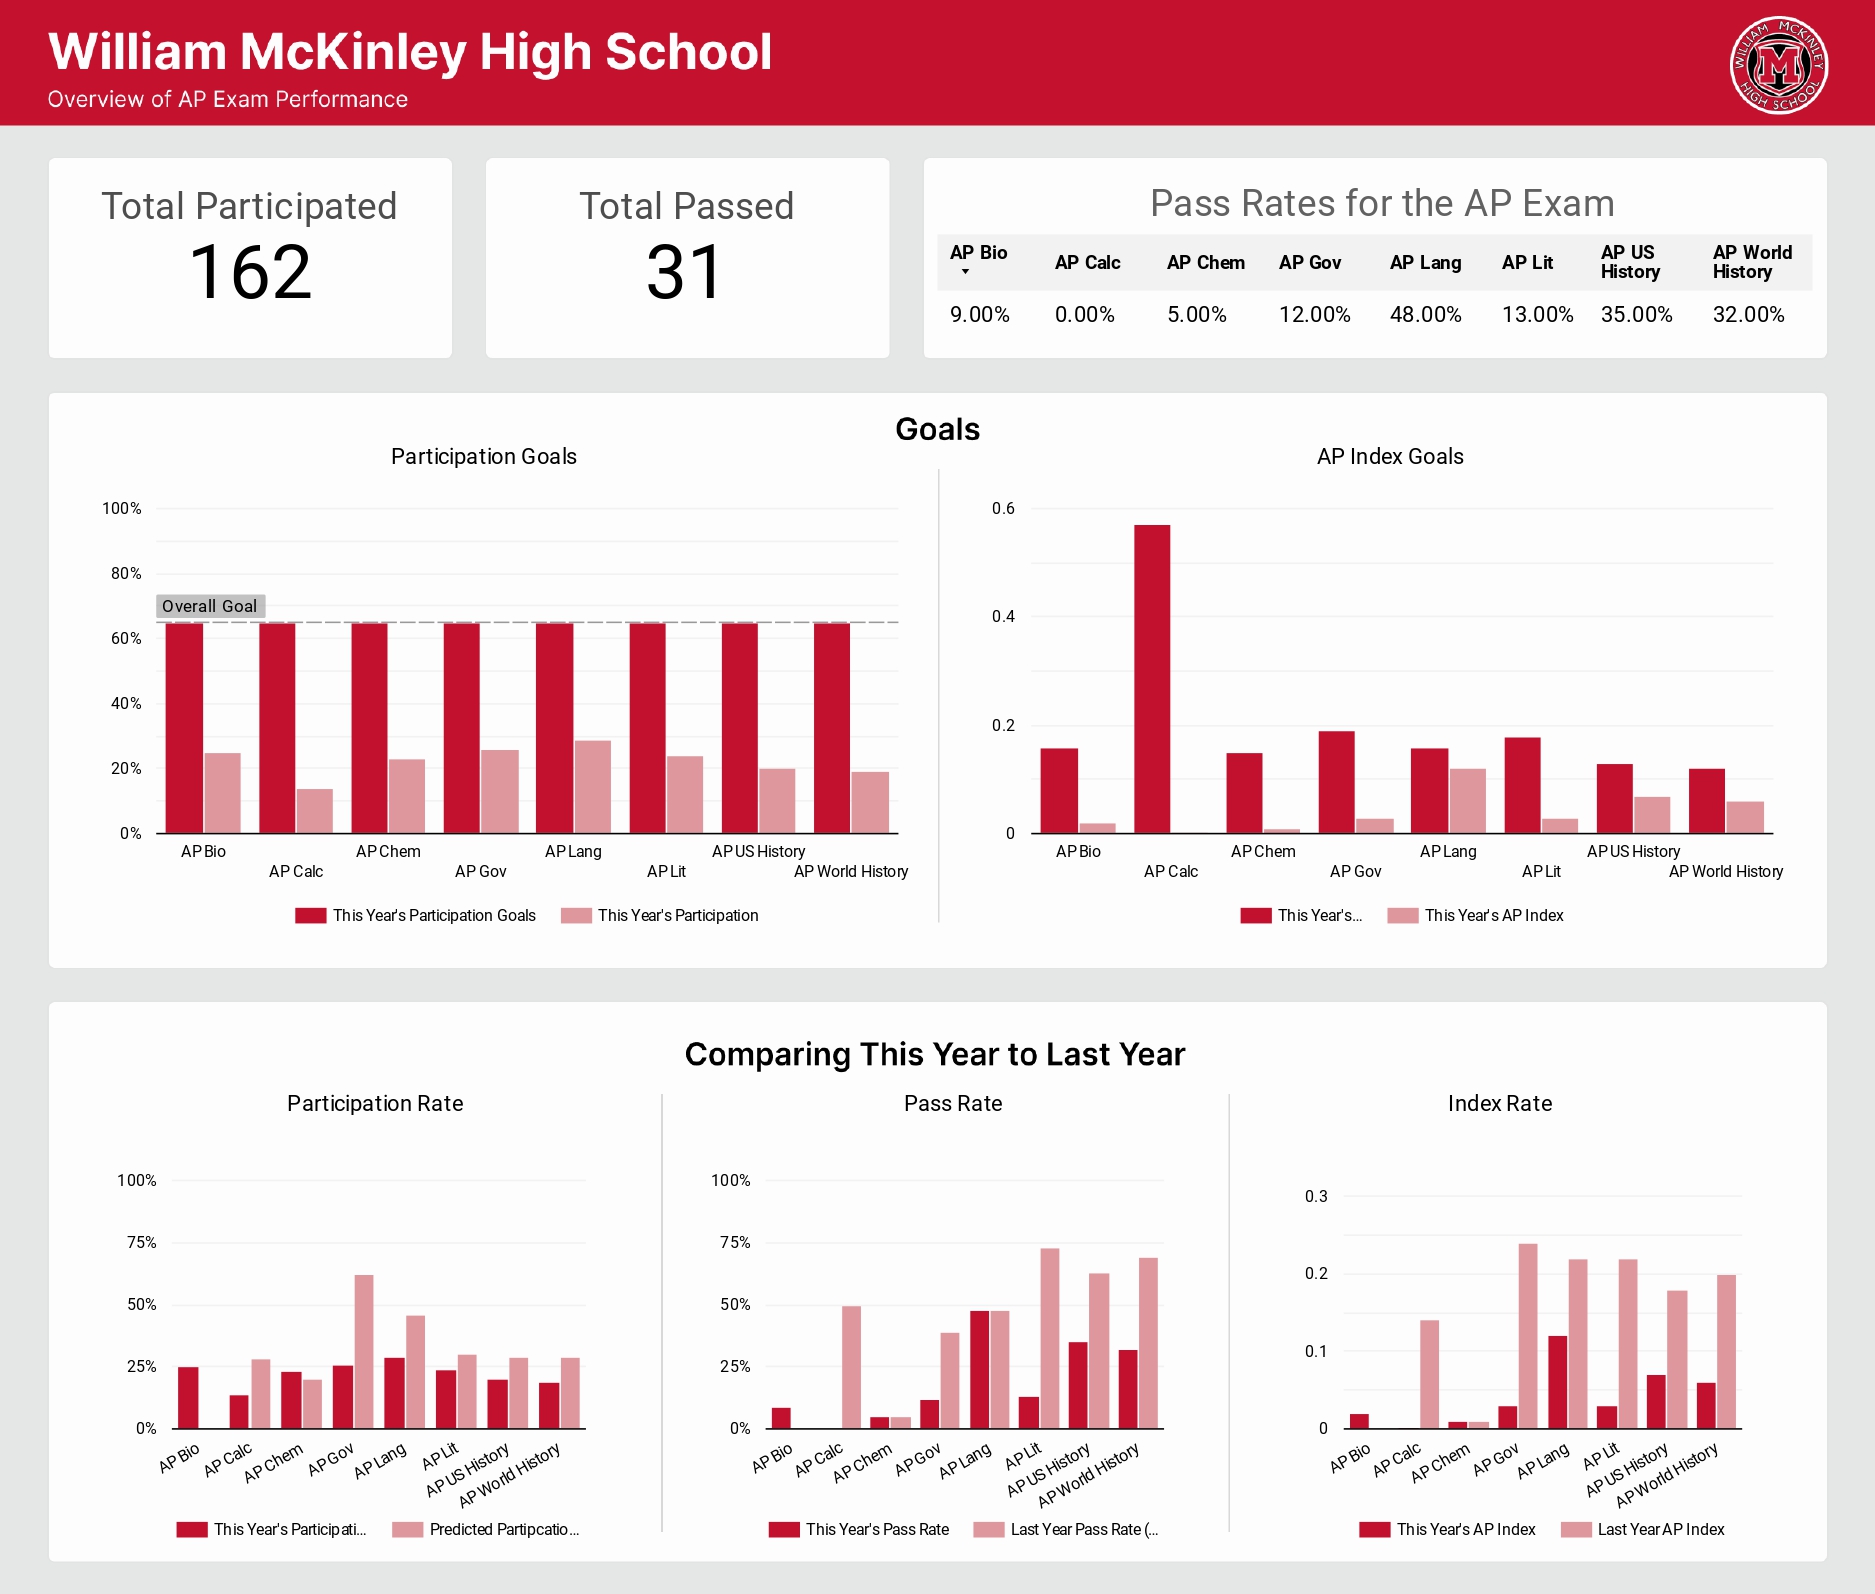 William McKinley High School
Overview of AP Exam Performance
WILLIAM MCKINLEY
M
HIGH SCHOOL
Total Participated
162
Total Passed
31
Pass Rates for the AP Exam
AP Bio AP Calc AP Chem AP Gov AP Lang AP Lit AP US History AP World History
9.00% 0.00% 5.00% 12.00% 48.00% 13.00% 35.00% 32.00%
Goals
Participation Goals
100%
80%
Overall Goal
60%
40%
20%
0%
AP Bio AP Chem AP Lang AP US History
AP Calc AP Gov AP Lit AP World History
This Year's Participation Goals This Year's Participation
AP Index Goals
0.6
0.4
0.2
0
AP Bio AP Chem AP Lang AP US History
AP Calc AP Gov AP Lit AP World History
This Year's... This Year's AP Index
Comparing This Year to Last Year
Participation Rate
100%
75%
50%
25%
0%
AP Bio AP Calc AP Chem AP Gov AP Lang AP Lit AP US History AP World History
This Year's Participati... Predicted Partipcatio...
Pass Rate
100%
75%
50%
25%
0%
AP Bio AP Calc AP Chem AP Gov AP Lang AP Lit AP US History AP World History
This Year's Pass Rate Last Year Pass Rate (...
Index Rate
0.3
0.2
0.1
0
AP Bio AP Calc AP Chem AP Gov AP Lang AP Lit AP US History AP World History
This Year's AP Index Last Year AP Index